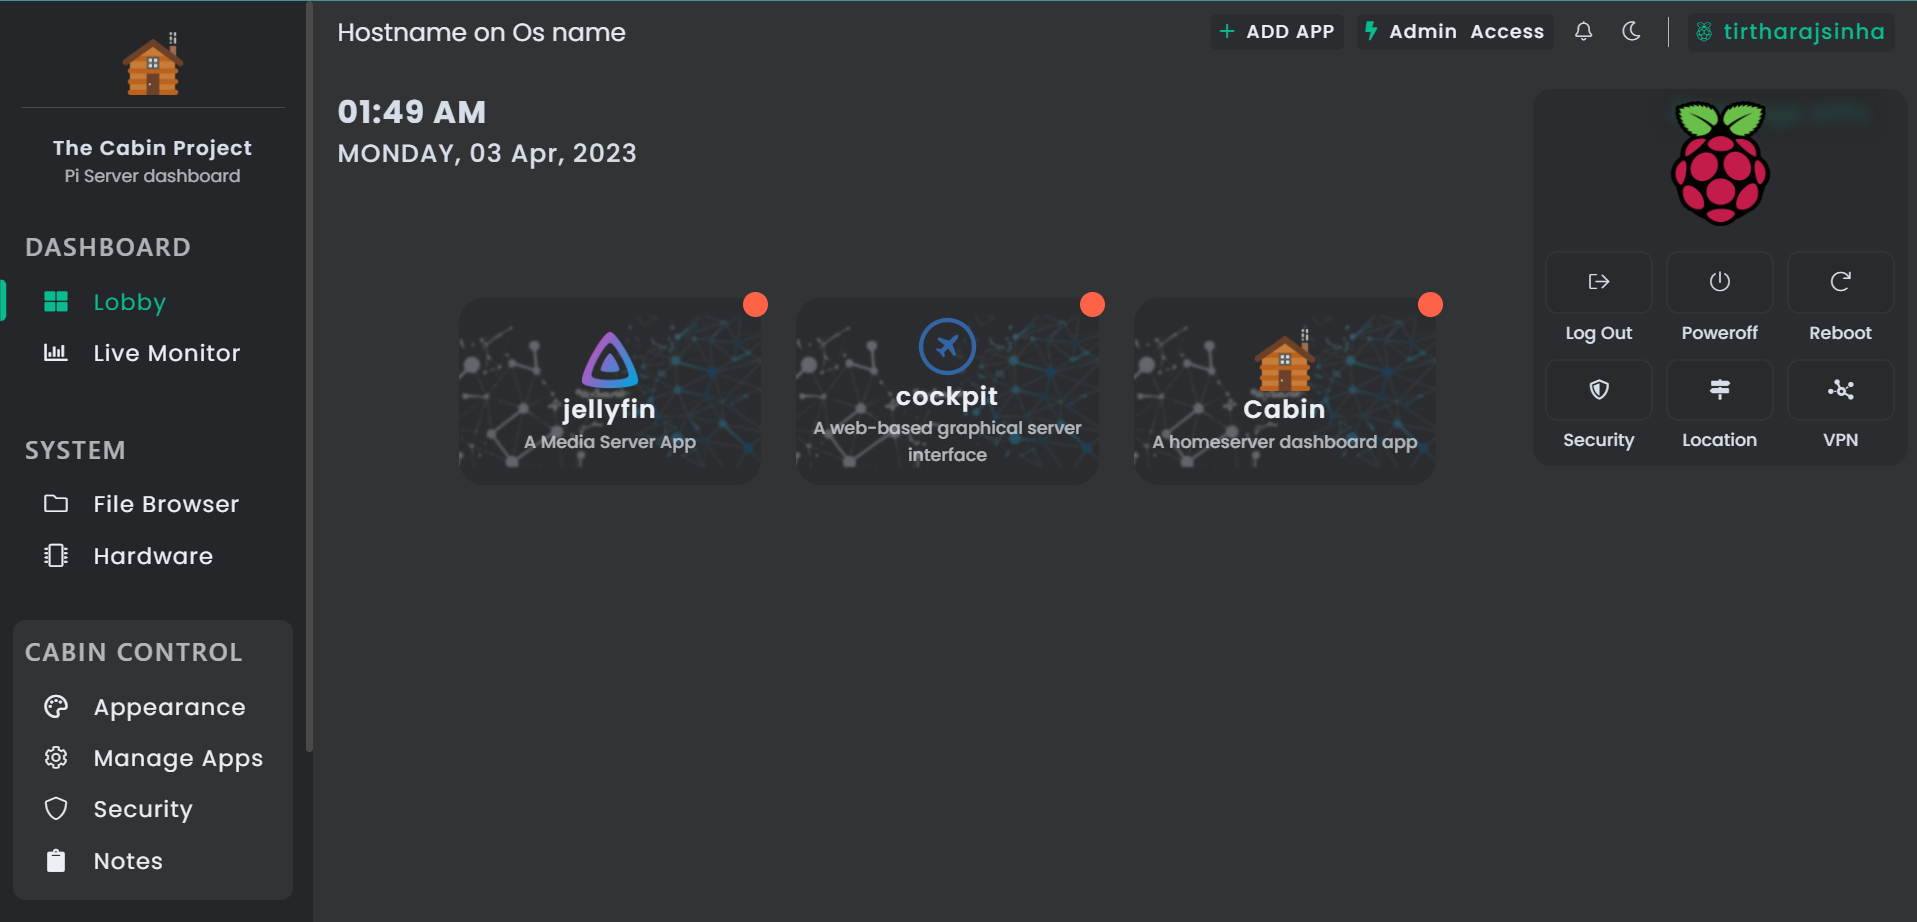 The Cabin Project
Pi Server dashboard
DASHBOARD
Lobby
Live Monitor
SYSTEM
File Browser
Hardware
CABIN CONTROL
Appearance
Manage Apps
Security
Notes
Hostname on Os name
+ ADD APP
Admin Access
tirtharajsinha
01:49 AM
MONDAY, 03 Apr, 2023
jellyfin
A Media Server App
cockpit
A web-based graphical server
interface
Cabin
A homeserver dashboard app
Log Out
Poweroff
Reboot
Security
Location
VPN